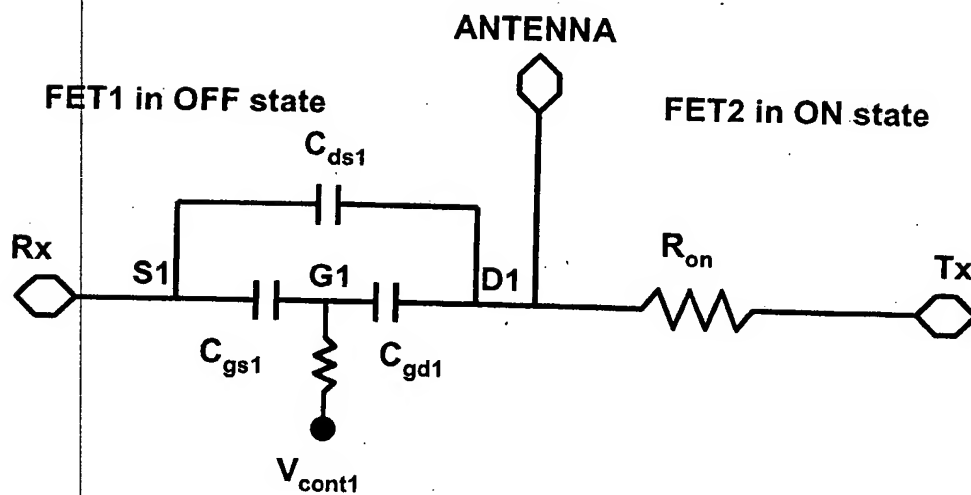 ANTENNA
FET1 in OFF state
FET2 in ON state
Cds1
Rx
S1
G1
D1
Ron
Tx
Cgs1
Cgd1
Vcont1